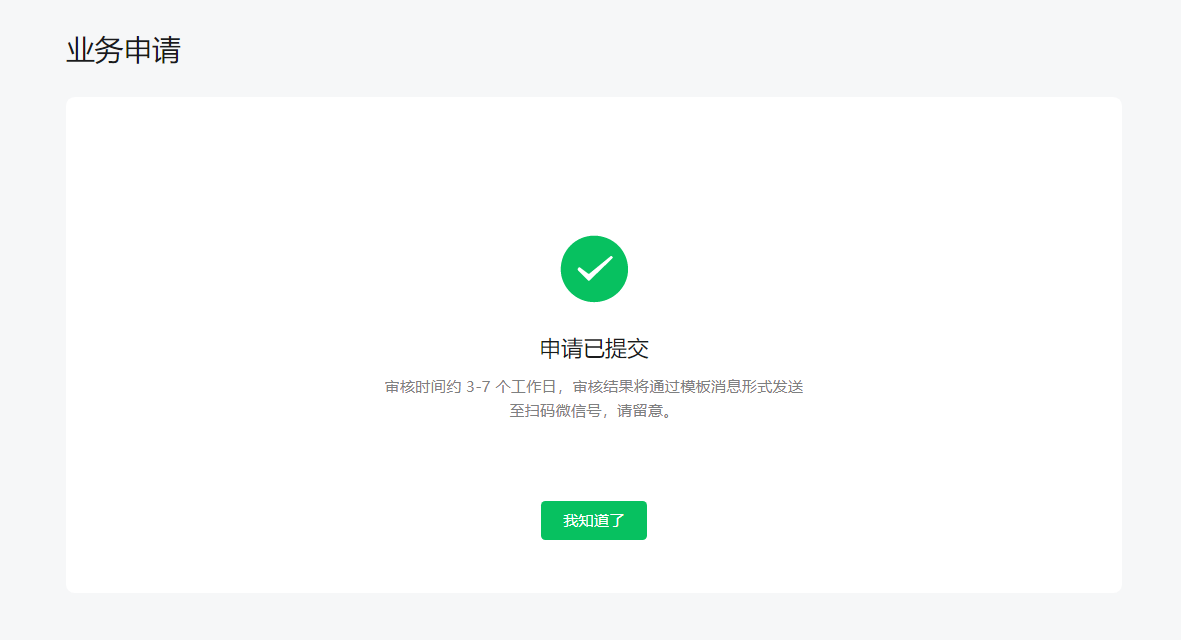 业务申请
申请已提交
审核时间约 3-7 个工作日，审核结果将通过模板消息形式发送
至扫码微信号，请留意。
我知道了